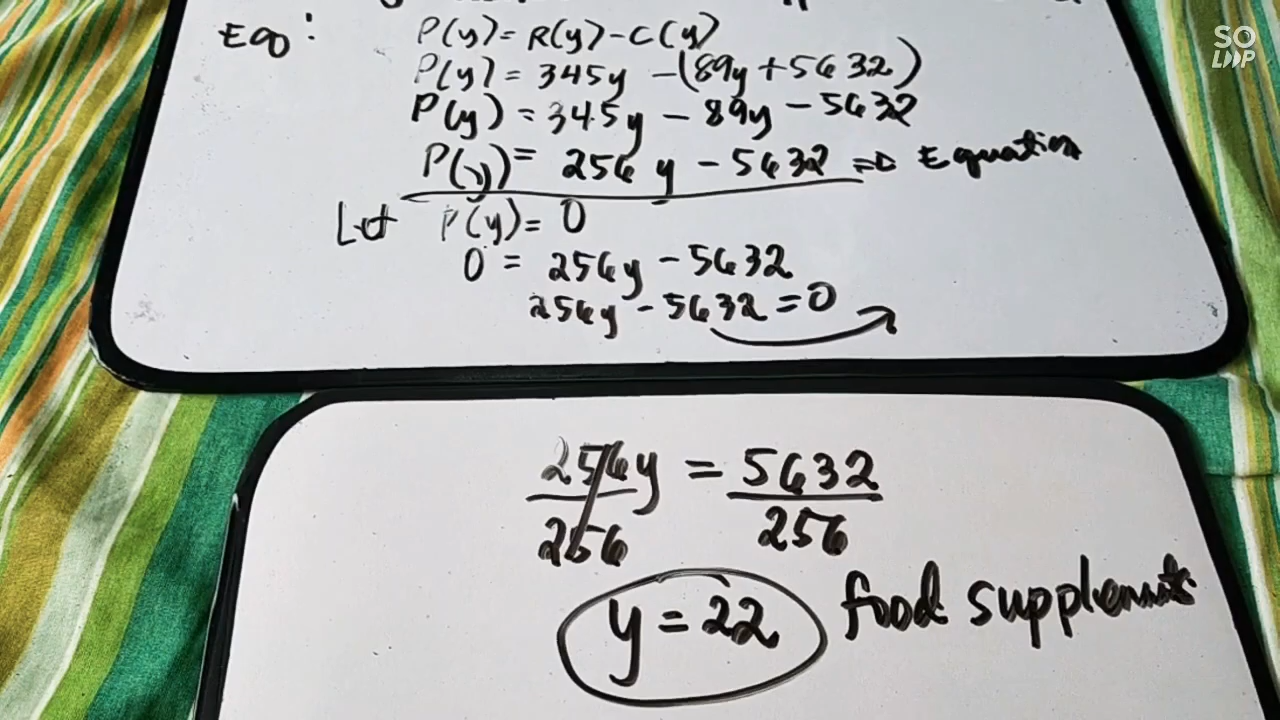 Eq:
P(y) = R(y) - C(y)
P(y) = 345y - (89y + 5632)
P(y) = 345y - 89y - 5632
P(y) = 256y - 5632 => Equation
Let P(y) = 0
0 = 256y - 5632
256y - 5632 = 0
256y = 5632
256 256
y = 22 food supplements
SO
LOOP